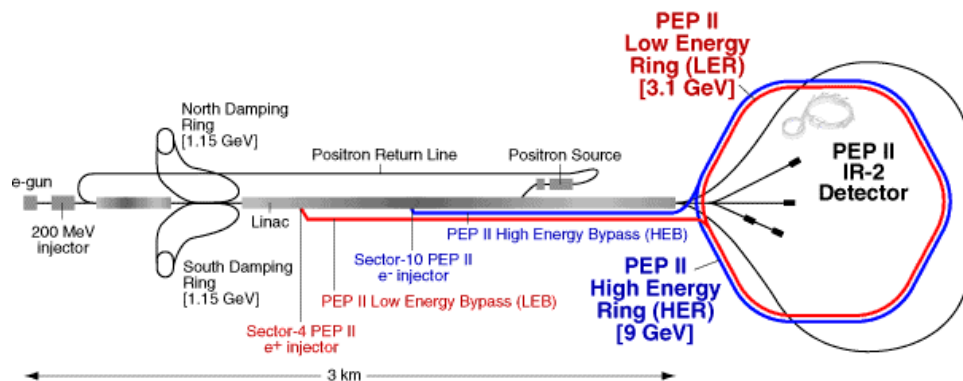 PEP II
Low Energy
Ring (LER)
[3.1 GeV]
North Damping
Ring
[1.15 GeV]
Positron Return Line
Positron Source
e-gun
PEP II
IR-2
Detector
200 MeV
injector
Linac
PEP II High Energy Bypass (HEB)
Sector-10 PEP II
e- injector
South Damping
Ring
[1.15 GeV]
PEP II Low Energy Bypass (LEB)
PEP II
High Energy
Ring (HER)
[9 GeV]
Sector-4 PEP II
e+ injector
3 km